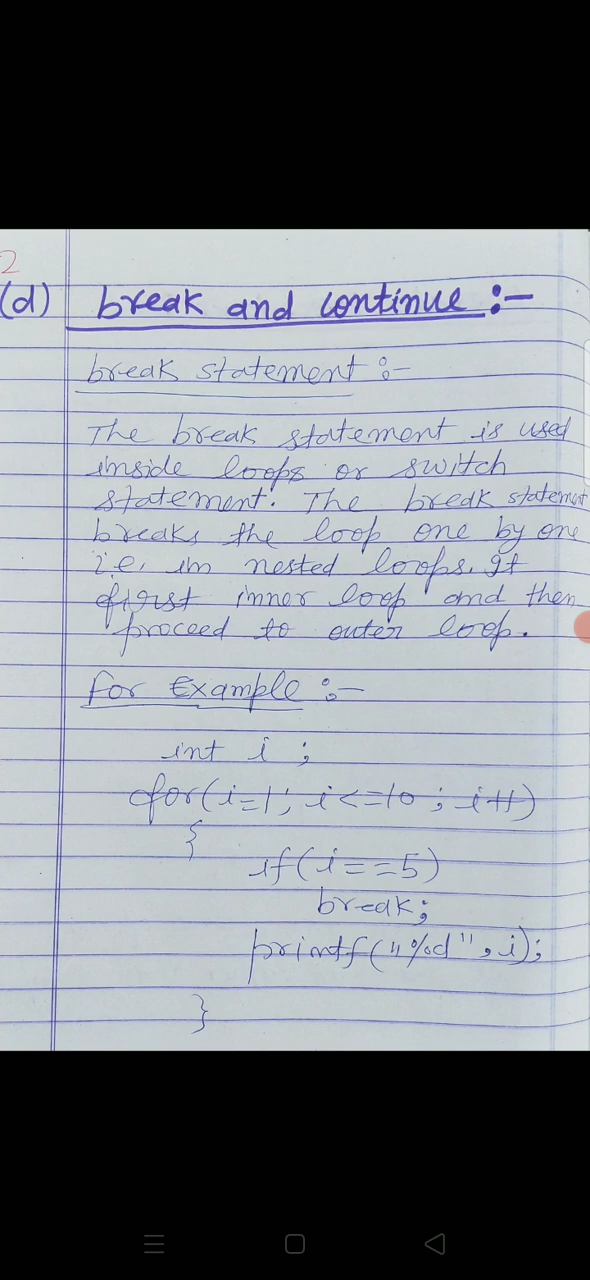 2
(d) break and continue :-
break statement :-
The break statement is used
inside loops or switch
statement. The break statement
breaks the loop one by one
i.e. in nested loops. It
first inner loop and then
proceed to outer loop.
for Example :-
int i ;
for(i=1; i<=10 ; i++)
{
if(i==5)
break;
printf("%d", i);
}